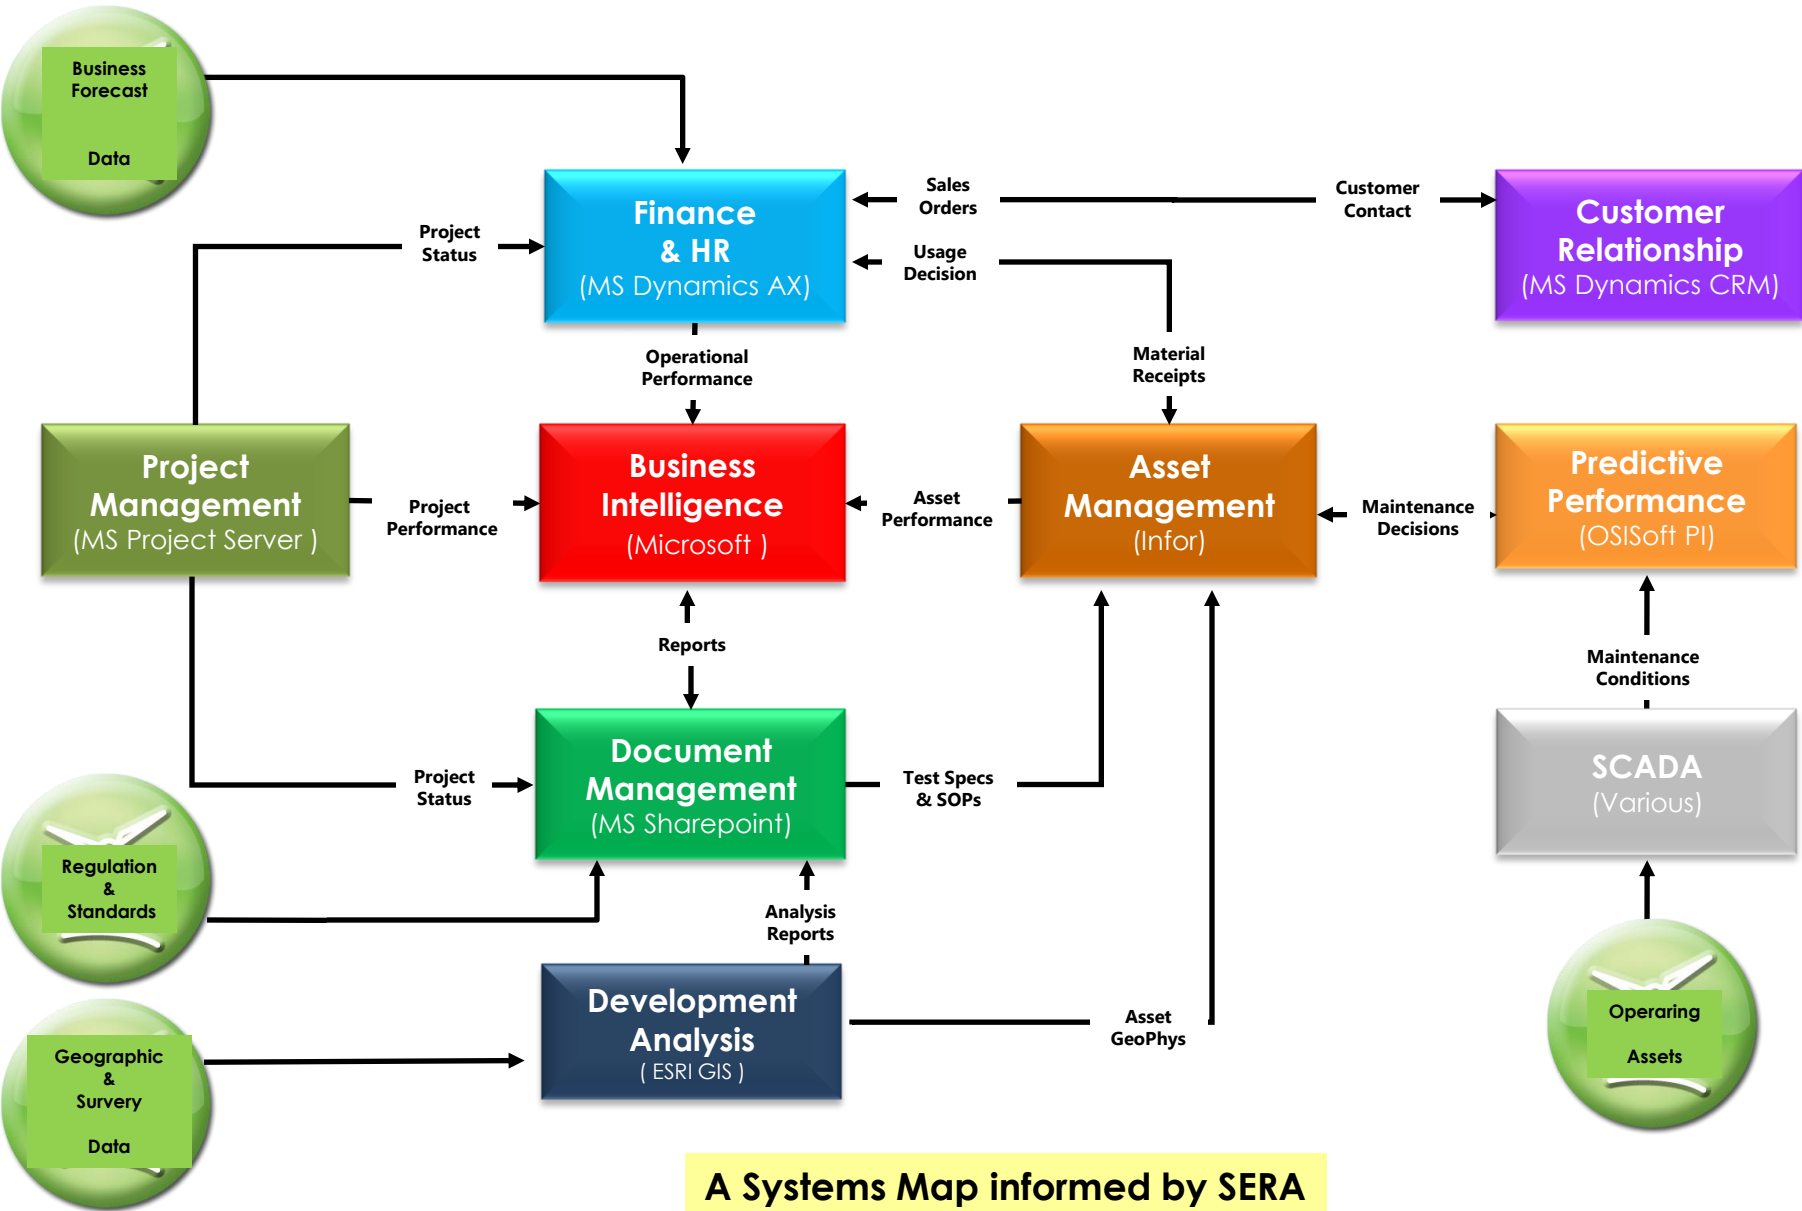 Business
Forecast
Data
Finance
& HR
(MS Dynamics AX)
Sales
Orders
Customer
Contact
Customer
Relationship
(MS Dynamics CRM)
Project
Status
Usage
Decision
Operational
Performance
Material
Receipts
Project
Management
(MS Project Server )
Project
Performance
Business
Intelligence
(Microsoft )
Asset
Performance
Asset
Management
(Infor)
Maintenance
Decisions
Predictive
Performance
(OSISoft PI)
Reports
Maintenance
Conditions
Project
Status
Document
Management
(MS Sharepoint)
Test Specs
& SOPs
SCADA
(Various)
Regulation
&
Standards
Analysis
Reports
Geographic
&
Survery
Data
Development
Analysis
( ESRI GIS )
Asset
GeoPhys
Operaring
Assets
A Systems Map informed by SERA